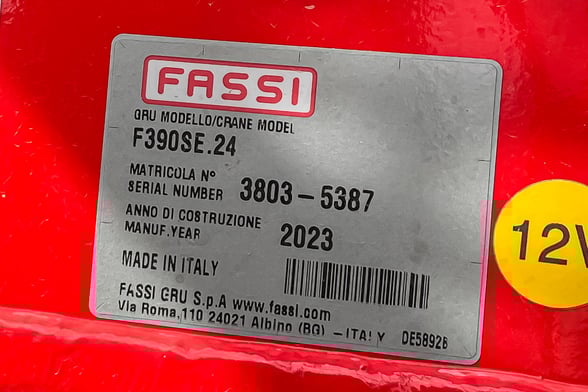 FASSI
GRU MODELLO/CRANE MODEL
F390SE.24
MATRICOLA N°
SERIAL NUMBER 3803-5387
ANNO DI COSTRUZIONE
MANUF.YEAR 2023
MADE IN ITALY
FASSI GRU S.p.A www.fassi.com
Via Roma,110 24021 Albino (BG) -ITALY DE5892B
12V